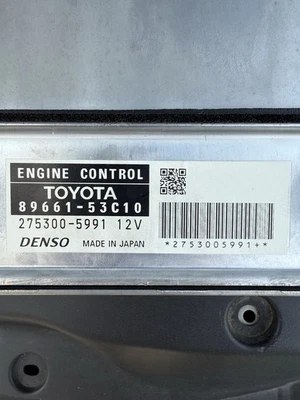 ENGINE CONTROL
TOYOTA
89661-53C10
275300-5991 12V
DENSO MADE IN JAPAN
*2753005991+*